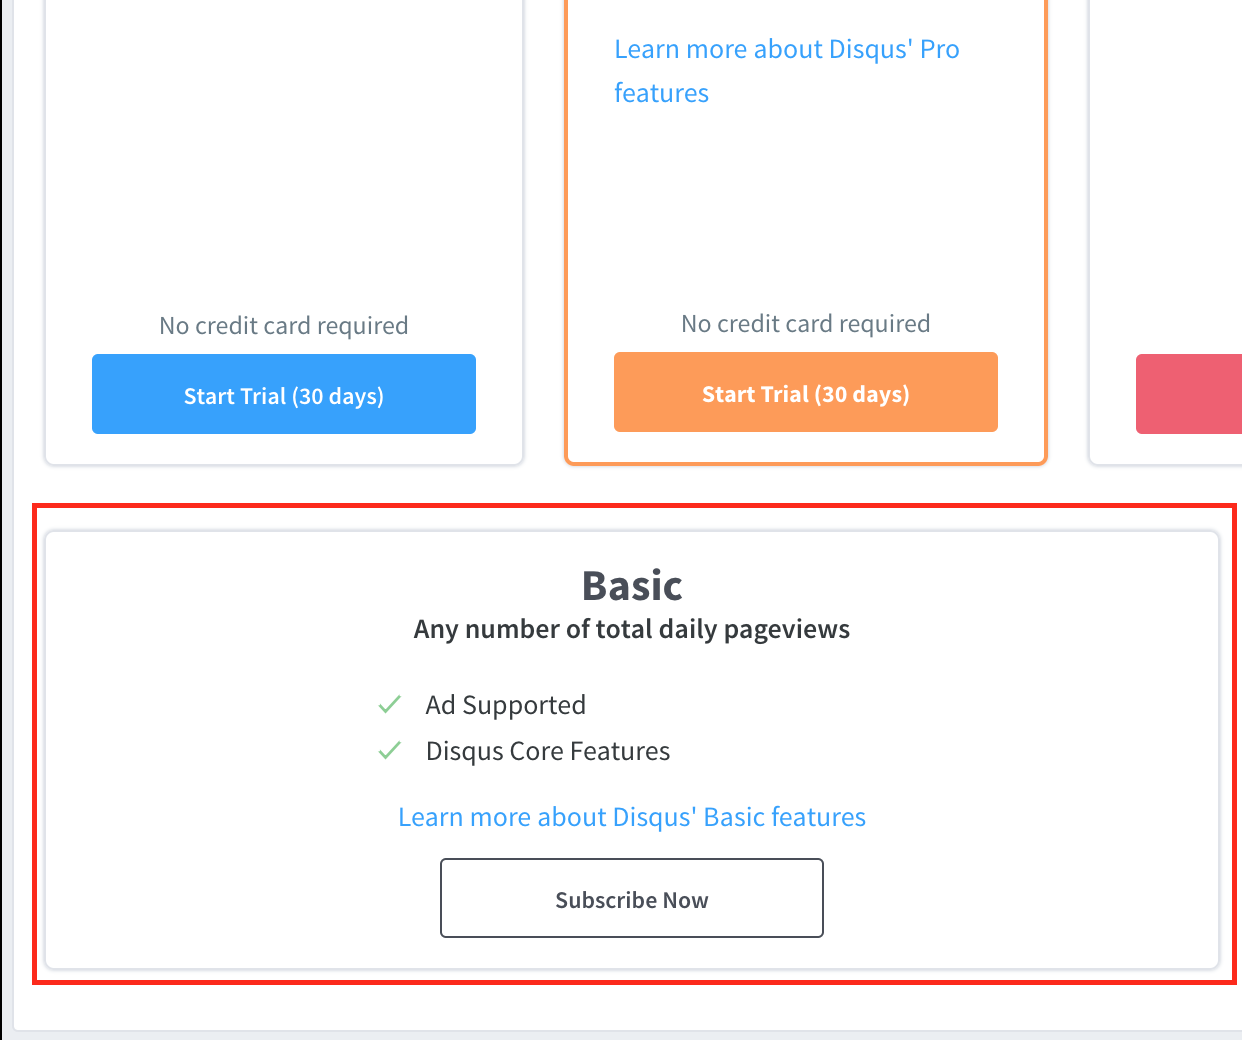 Learn more about Disqus' Pro
features
No credit card required
Start Trial (30 days)
No credit card required
Start Trial (30 days)
Basic
Any number of total daily pageviews
Ad Supported
Disqus Core Features
Learn more about Disqus' Basic features
Subscribe Now